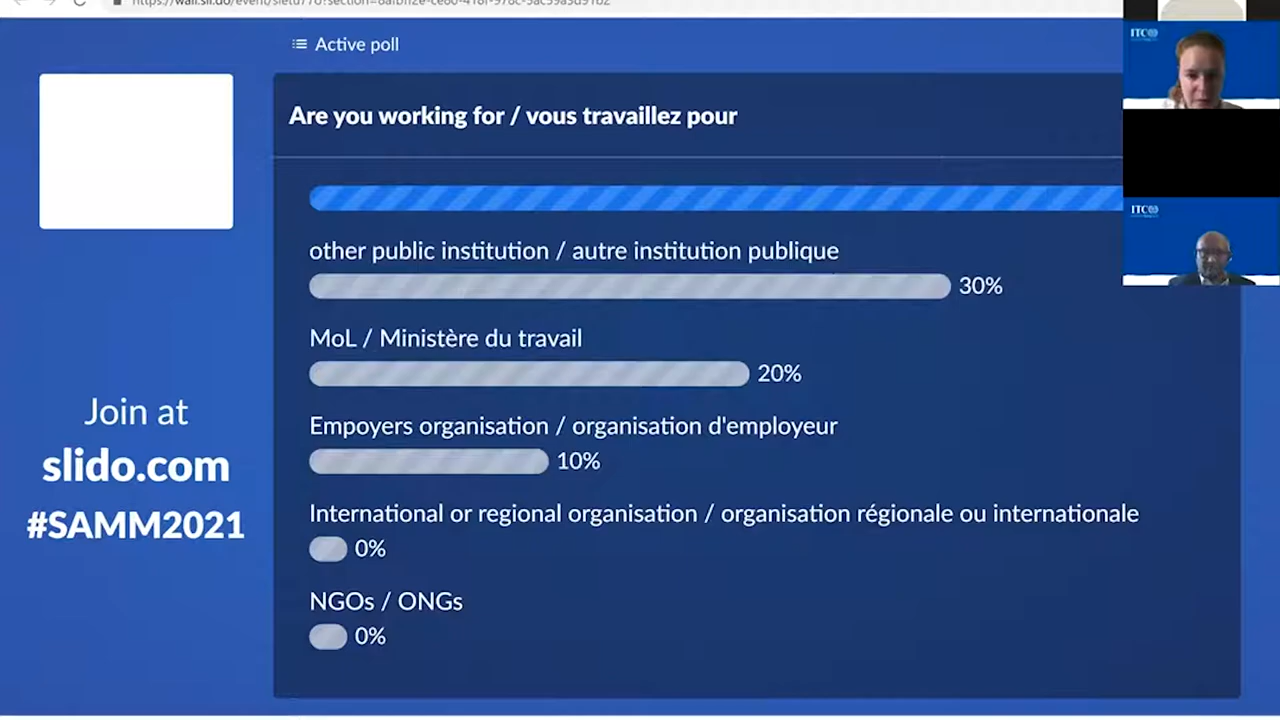 Active poll
Are you working for / vous travaillez pour
other public institution / autre institution publique
30%
MoL / Ministère du travail
20%
Empoyers organisation / organisation d'employeur
10%
International or regional organisation / organisation régionale ou internationale
0%
NGOs / ONGs
0%
Join at
slido.com
#SAMM2021
ITC
ITC